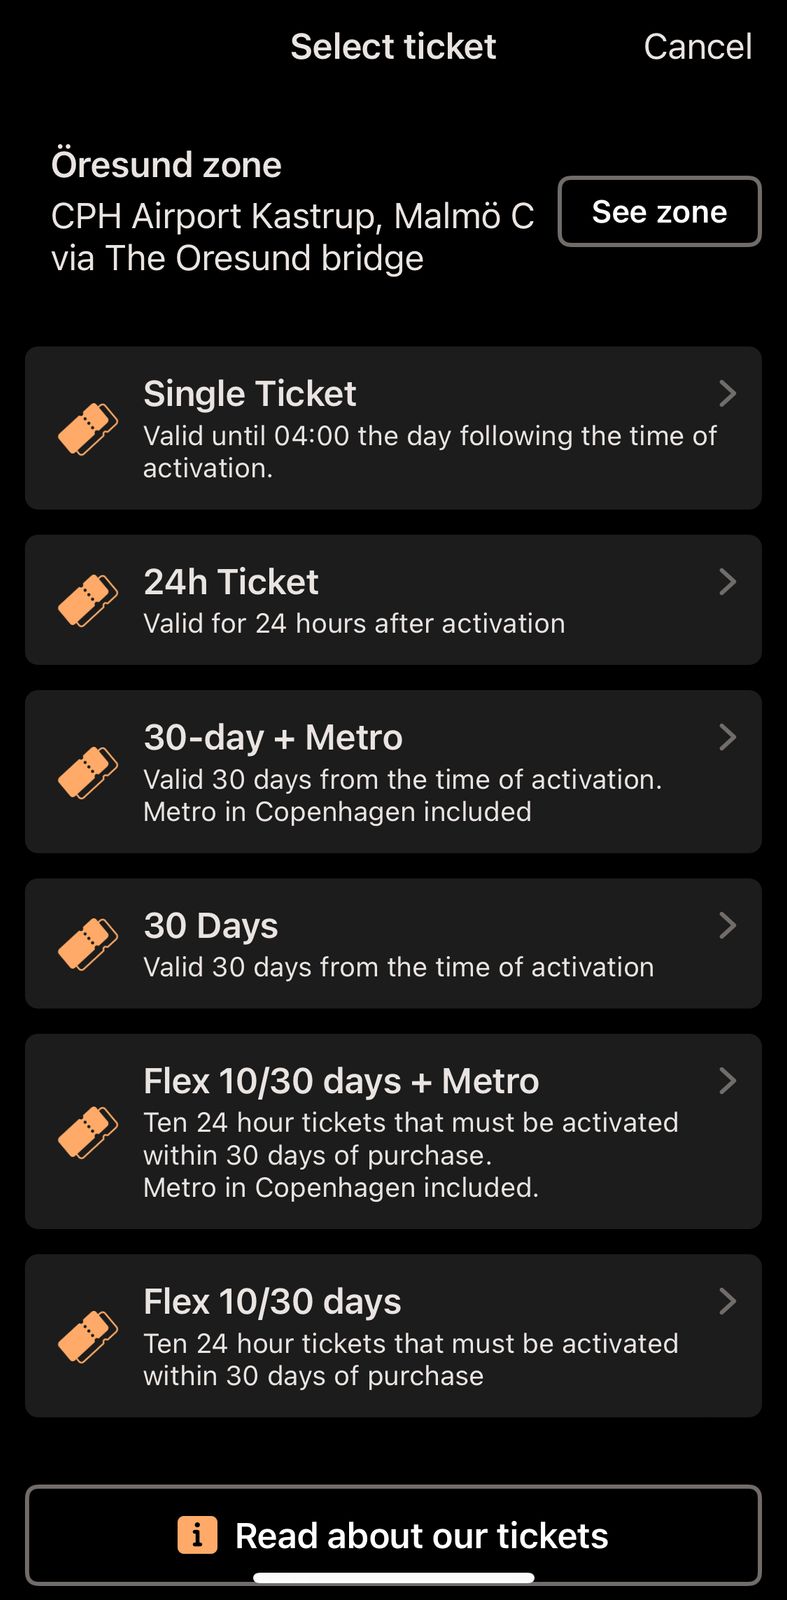 Select ticket
Cancel
Öresund zone
CPH Airport Kastrup, Malmö C
via The Oresund bridge
See zone
Single Ticket
Valid until 04:00 the day following the time of
activation.
24h Ticket
Valid for 24 hours after activation
30-day + Metro
Valid 30 days from the time of activation.
Metro in Copenhagen included
30 Days
Valid 30 days from the time of activation
Flex 10/30 days + Metro
Ten 24 hour tickets that must be activated
within 30 days of purchase.
Metro in Copenhagen included.
Flex 10/30 days
Ten 24 hour tickets that must be activated
within 30 days of purchase
i Read about our tickets